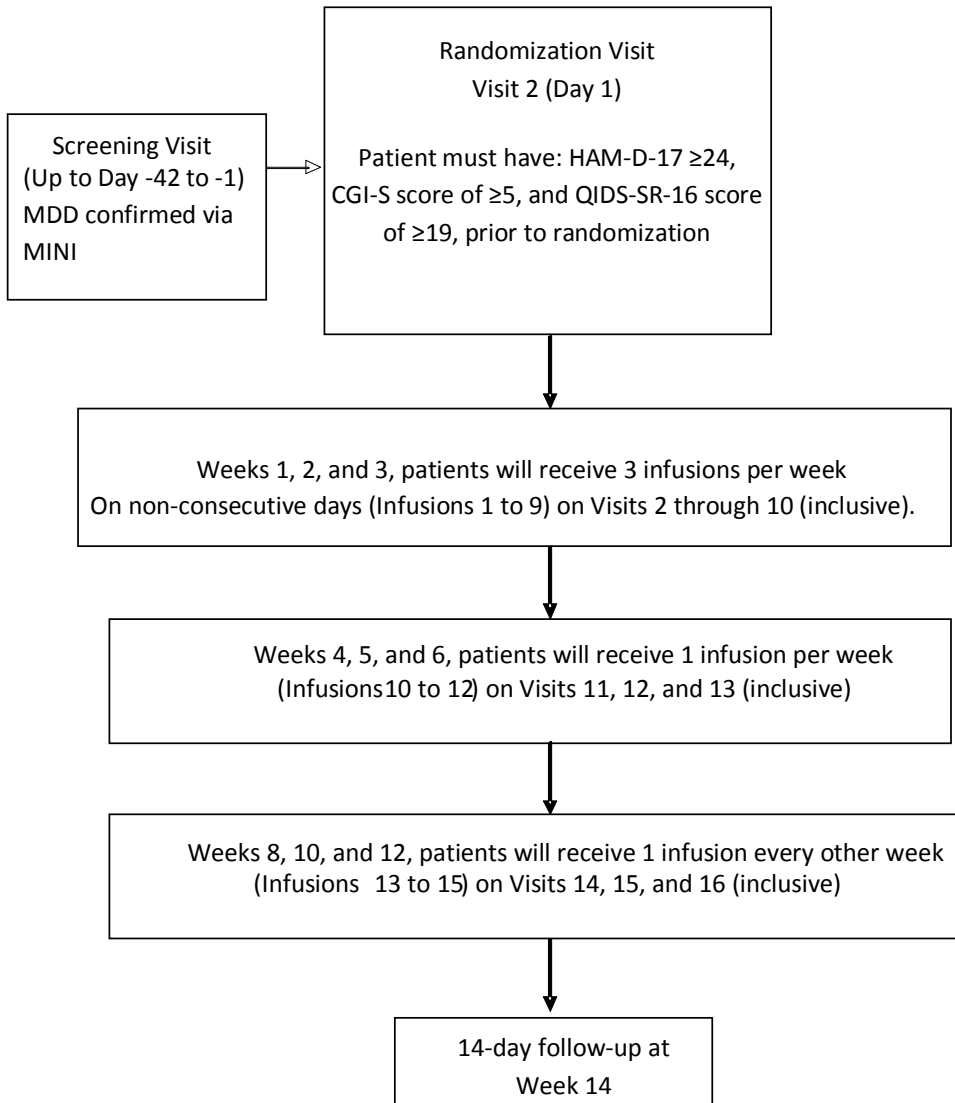 Screening Visit
(Up to Day -42 to -1)
MDD confirmed via
MINI
Randomization Visit
Visit 2 (Day 1)
Patient must have: HAM-D-17 ≥24,
CGI-S score of ≥5, and QIDS-SR-16 score
of ≥19, prior to randomization
Weeks 1, 2, and 3, patients will receive 3 infusions per week
On non-consecutive days (Infusions 1 to 9) on Visits 2 through 10 (inclusive).
Weeks 4, 5, and 6, patients will receive 1 infusion per week
(Infusions10 to 12) on Visits 11, 12, and 13 (inclusive)
Weeks 8, 10, and 12, patients will receive 1 infusion every other week
(Infusions 13 to 15) on Visits 14, 15, and 16 (inclusive)
14-day follow-up at
Week 14